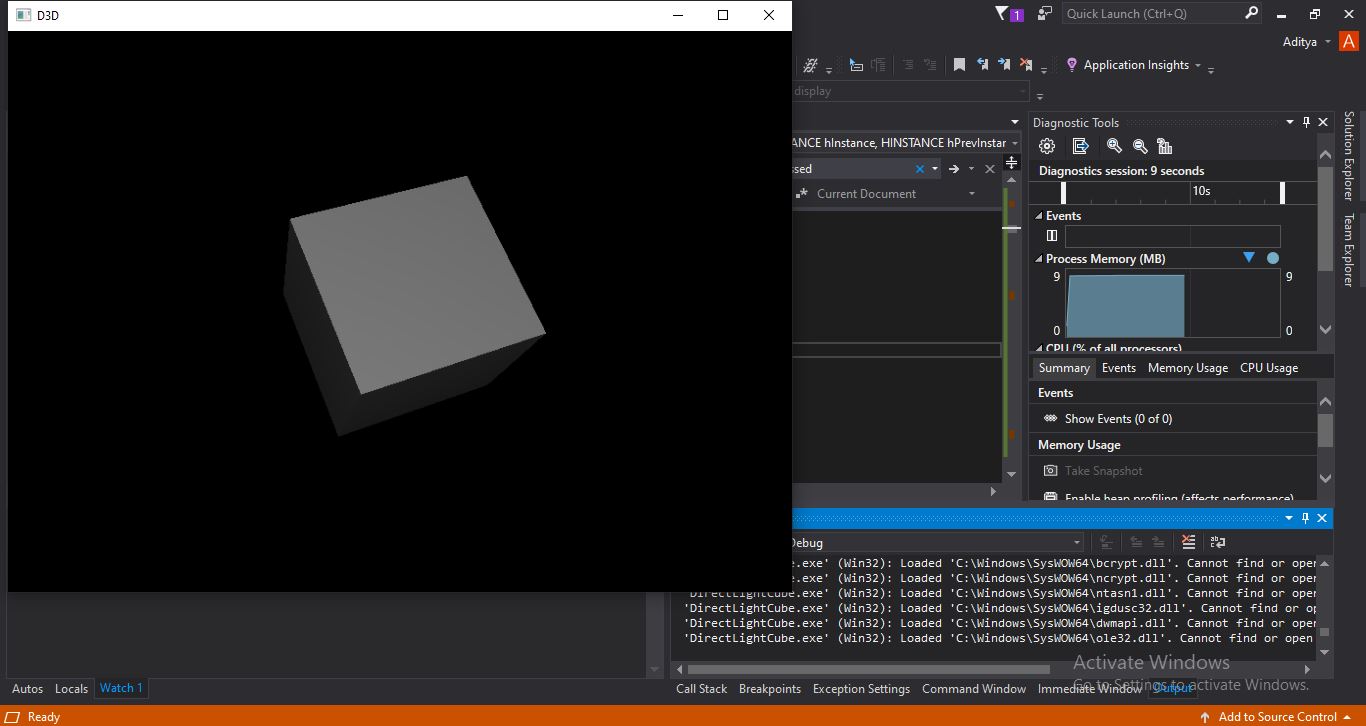 D3D
1
Quick Launch (Ctrl+Q)
Aditya
A
Application Insights
display
ANCE hInstance, HINSTANCE hPrevInstar
sed
Current Document
Diagnostic Tools
Diagnostics session: 9 seconds
10s
Events
Process Memory (MB)
9
9
0
0
CPU (% of all processors)
Summary
Events
Memory Usage
CPU Usage
Events
Show Events (0 of 0)
Memory Usage
Take Snapshot
Enable heap profiling (affects performance)
Solution Explorer
Team Explorer
Debug
e.exe' (Win32): Loaded 'C:\Windows\SysWOW64\bcrypt.dll'. Cannot find or oper
e.exe' (Win32): Loaded 'C:\Windows\SysWOW64\ncrypt.dll'. Cannot find or oper
'DirectLightCube.exe' (Win32): Loaded 'C:\Windows\SysWOW64\ntasn1.dll'. Cannot find or oper
'DirectLightCube.exe' (Win32): Loaded 'C:\Windows\SysWOW64\igdusc32.dll'. Cannot find or op
'DirectLightCube.exe' (Win32): Loaded 'C:\Windows\SysWOW64\dwmapi.dll'. Cannot find or oper
'DirectLightCube.exe' (Win32): Loaded 'C:\Windows\SysWOW64\ole32.dll'. Cannot find or open
Activate Windows
Go to Settings to activate Windows.
Autos
Locals
Watch 1
Call Stack
Breakpoints
Exception Settings
Command Window
Immediate Window
Output
Ready
Add to Source Control